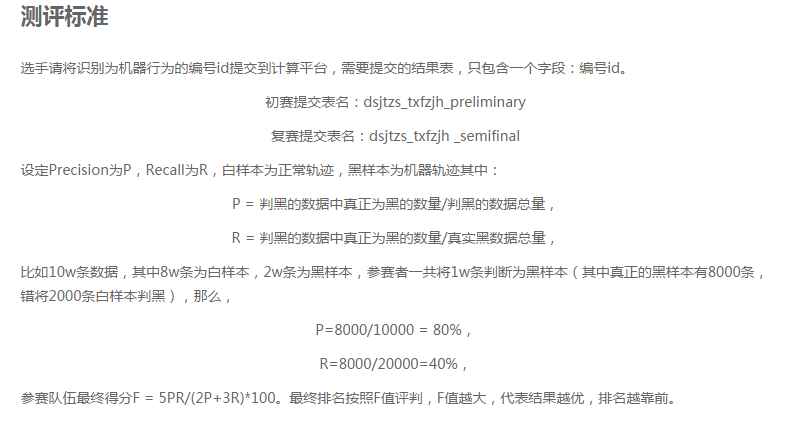 测评标准
选手请将识别为机器行为的编号id提交到计算平台，需要提交的结果表，只包含一个字段：编号id。
初赛提交表名：dsjtzs_txfzjh_preliminary
复赛提交表名：dsjtzs_txfzjh _semifinal
设定Precision为P，Recall为R，白样本为正常轨迹，黑样本为机器轨迹其中：
P = 判黑的数据中真正为黑的数量/判黑的数据总量，
R = 判黑的数据中真正为黑的数量/真实黑数据总量，
比如10w条数据，其中8w条为白样本，2w条为黑样本，参赛者一共将1w条判断为黑样本（其中真正的黑样本有8000条，
错将2000条白样本判黑），那么，
P=8000/10000 = 80%，
R=8000/20000=40%，
参赛队伍最终得分F = 5PR/(2P+3R)*100。最终排名按照F值评判，F值越大，代表结果越优，排名越靠前。